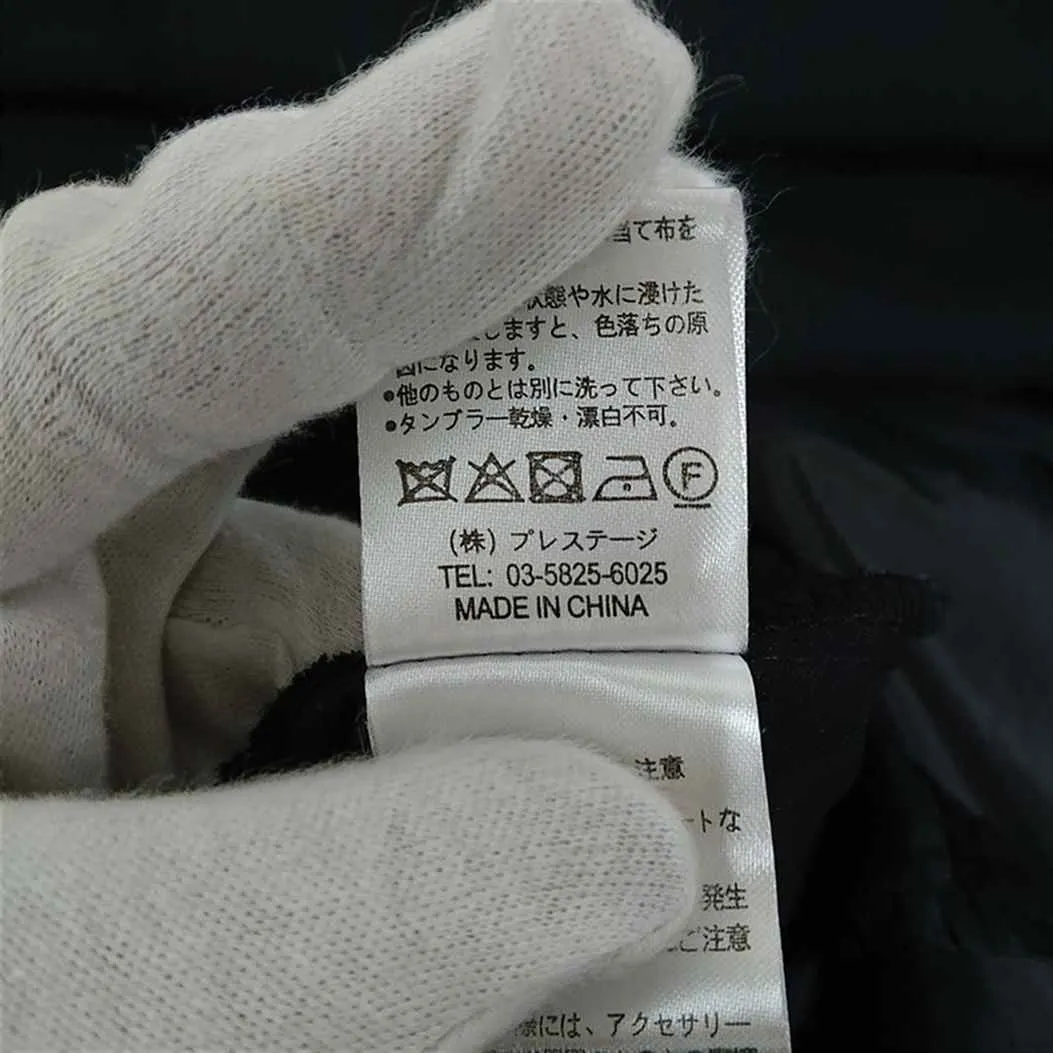 当て布を
状態や水に浸けた
しますと、色落ちの原
因になります。
●他のものとは別に洗って下さい。
●タンブラー乾燥・漂白不可。
F
(株) プレステージ
TEL: 03-5825-6025
MADE IN CHINA
注意
ートな
発生
ご注意
際には、アクセサリー